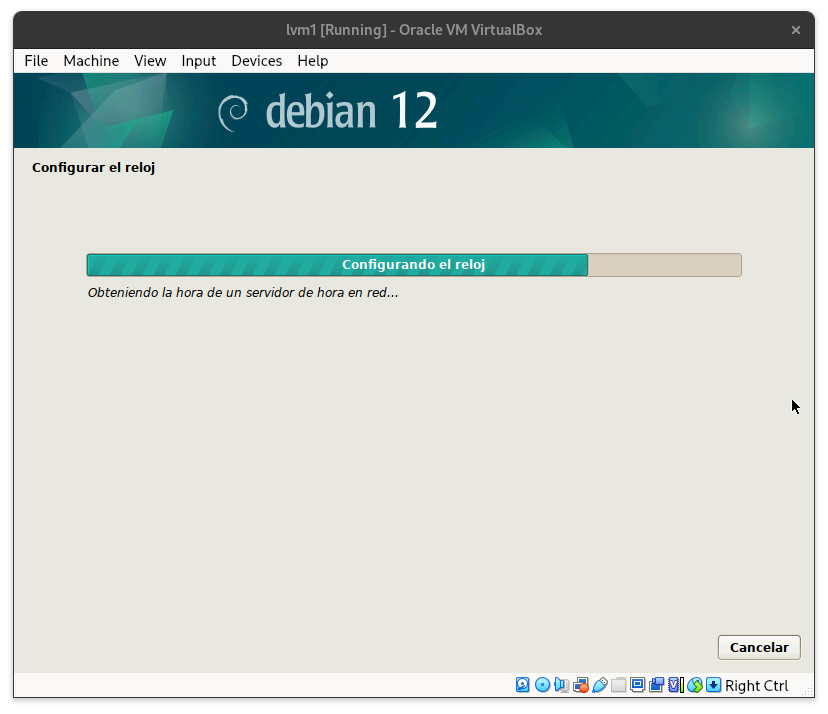 lvm1 [Running] - Oracle VM VirtualBox
File Machine View Input Devices Help
debian 12
Configurar el reloj
Configurando el reloj
Obteniendo la hora de un servidor de hora en red...
Cancelar
Right Ctrl